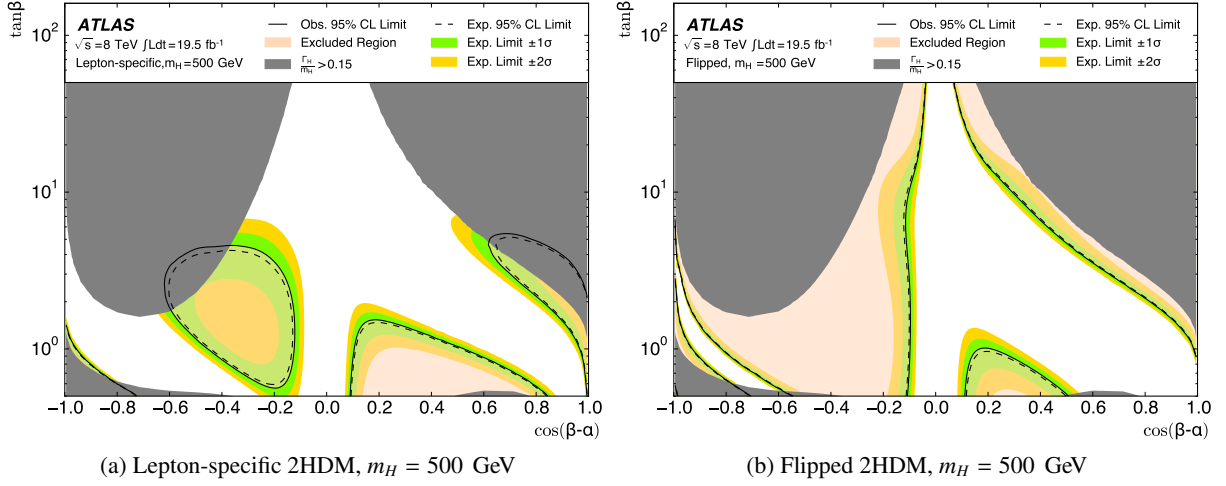 ATLAS
√s =8 TeV ∫Ldt=19.5 fb⁻¹
Lepton-specific,m_H =500 GeV
Obs. 95% CL Limit
Excluded Region
Γ_H/m_H >0.15
Exp. 95% CL Limit
Exp. Limit ±1σ
Exp. Limit ±2σ
tanβ
10²
10¹
10⁰
−1.0 −0.8 −0.6 −0.4 −0.2 0.0 0.2 0.4 0.6 0.8 1.0
cos(β-α)
(a) Lepton-specific 2HDM, m_H = 500 GeV
ATLAS
√s =8 TeV ∫Ldt=19.5 fb⁻¹
Flipped, m_H =500 GeV
Obs. 95% CL Limit
Excluded Region
Γ_H/m_H >0.15
Exp. 95% CL Limit
Exp. Limit ±1σ
Exp. Limit ±2σ
tanβ
10²
10¹
10⁰
−1.0 −0.8 −0.6 −0.4 −0.2 0.0 0.2 0.4 0.6 0.8 1.0
cos(β-α)
(b) Flipped 2HDM, m_H = 500 GeV